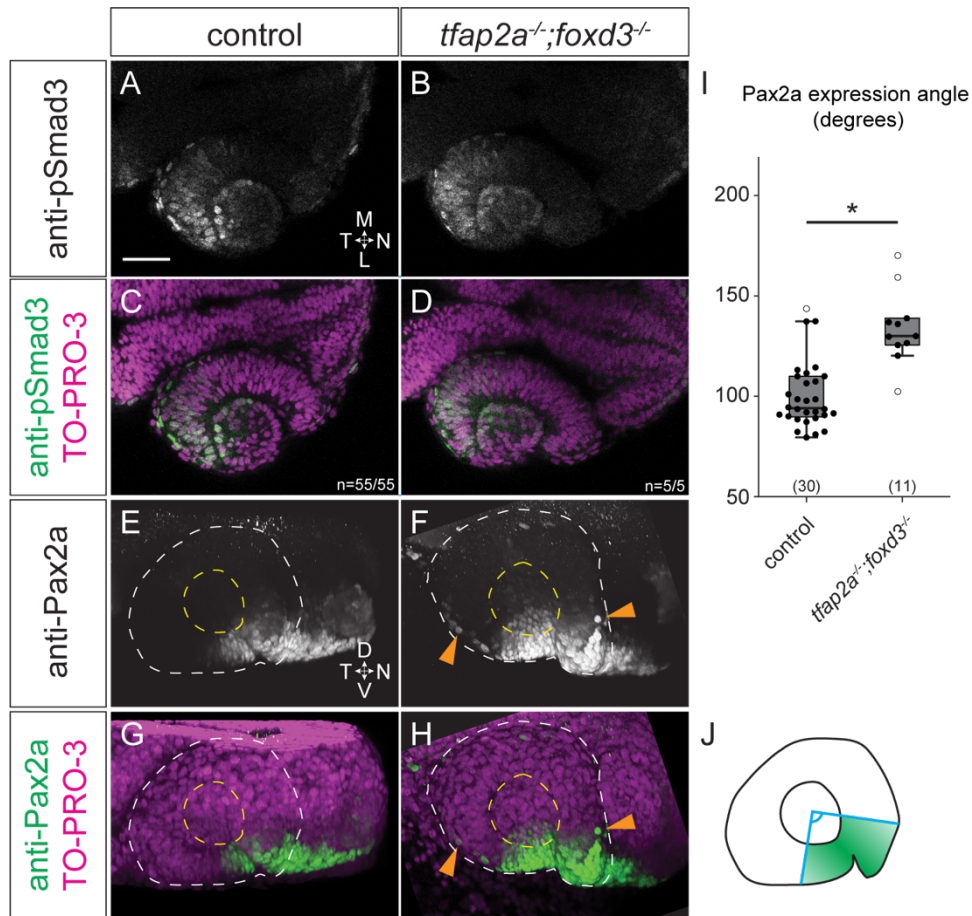 control
tfap2a-/-;foxd3-/-
anti-pSmad3
A
B
M
T N
L
anti-pSmad3
TO-PRO-3
C
D
n=55/55
n=5/5
anti-Pax2a
E
F
D
T N
V
anti-Pax2a
TO-PRO-3
G
H
I
Pax2a expression angle
(degrees)
200
*
150
100
50
(30)
(11)
control
tfap2a-/-;foxd3-/-
J